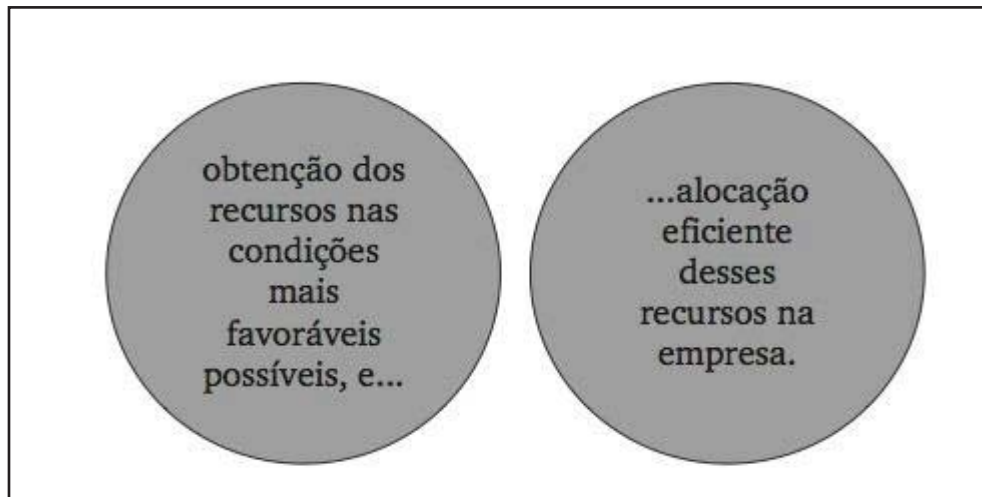 obtenção dos
recursos nas
condições
mais
favoráveis
possíveis, e...
...alocação
eficiente
desses
recursos na
empresa.